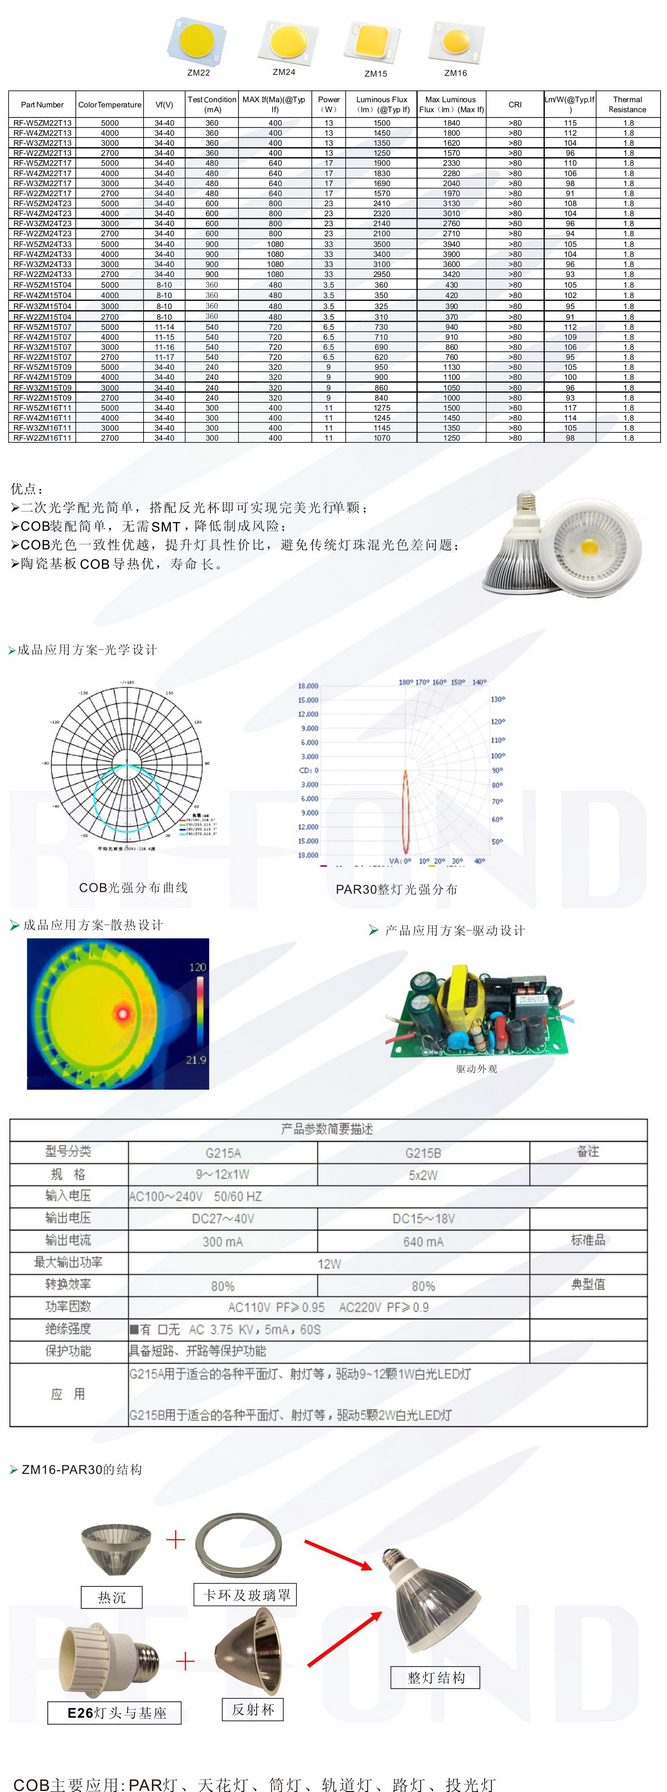 ZM22 ZM24 ZM15 ZM16
Part Number ColorTemperature Vf(V) Test Condition (mA) MAX If(Ma)(@Typ If) Power (W) Luminous Flux (lm)(@Typ If) Max Luminous Flux (lm)(Max If) CRI Lm/W(@Typ.If) Thermal Resistance
RF-W5ZM22T13 5000 34-40 360 400 13 1500 1840 >80 115 1.8
RF-W4ZM22T13 4000 34-40 360 400 13 1450 1800 >80 112 1.8
RF-W3ZM22T13 3000 34-40 360 400 13 1350 1620 >80 104 1.8
RF-W2ZM22T13 2700 34-40 360 400 13 1250 1570 >80 96 1.8
RF-W5ZM22T17 5000 34-40 480 640 17 1900 2330 >80 110 1.8
RF-W4ZM22T17 4000 34-40 480 640 17 1830 2280 >80 106 1.8
RF-W3ZM22T17 3000 34-40 480 640 17 1690 2040 >80 98 1.8
RF-W2ZM22T17 2700 34-40 480 640 17 1570 1970 >80 91 1.8
RF-W5ZM24T23 5000 34-40 600 800 23 2410 3130 >80 108 1.8
RF-W4ZM24T23 4000 34-40 600 800 23 2320 3010 >80 104 1.8
RF-W3ZM24T23 3000 34-40 600 800 23 2140 2760 >80 96 1.8
RF-W2ZM24T23 2700 34-40 600 800 23 2100 2710 >80 94 1.8
RF-W5ZM24T33 5000 34-40 900 1080 33 3500 3940 >80 105 1.8
RF-W4ZM24T33 4000 34-40 900 1080 33 3400 3900 >80 104 1.8
RF-W3ZM24T33 3000 34-40 900 1080 33 3100 3600 >80 96 1.8
RF-W2ZM24T33 2700 34-40 900 1080 33 2950 3420 >80 93 1.8
RF-W5ZM15T04 5000 8-10 360 480 3.5 360 430 >80 105 1.8
RF-W4ZM15T04 4000 8-10 360 480 3.5 350 420 >80 102 1.8
RF-W3ZM15T04 3000 8-10 360 480 3.5 325 390 >80 95 1.8
RF-W2ZM15T04 2700 8-10 360 480 3.5 310 370 >80 91 1.8
RF-W5ZM15T07 5000 11-14 540 720 6.5 730 940 >80 112 1.8
RF-W4ZM15T07 4000 11-15 540 720 6.5 710 910 >80 109 1.8
RF-W3ZM15T07 3000 11-16 540 720 6.5 690 860 >80 106 1.8
RF-W2ZM15T07 2700 11-17 540 720 6.5 620 760 >80 95 1.8
RF-W5ZM15T09 5000 34-40 240 320 9 950 1130 >80 105 1.8
RF-W4ZM15T09 4000 34-40 240 320 9 900 1100 >80 100 1.8
RF-W3ZM15T09 3000 34-40 240 320 9 860 1050 >80 96 1.8
RF-W2ZM15T09 2700 34-40 240 320 9 840 1000 >80 93 1.8
RF-W5ZM16T11 5000 34-40 300 400 11 1275 1500 >80 117 1.8
RF-W4ZM16T11 4000 34-40 300 400 11 1245 1450 >80 114 1.8
RF-W3ZM16T11 3000 34-40 300 400 11 1145 1350 >80 105 1.8
RF-W2ZM16T11 2700 34-40 300 400 11 1070 1250 >80 98 1.8
优点:
➢二次光学配光简单，搭配反光杯即可实现完美光行单颗；
➢COB装配简单，无需SMT，降低制成风险；
➢COB光色一致性优越，提升灯具性价比，避免传统灯珠混光色差问题；
➢陶瓷基板COB导热优，寿命长。
➢成品应用方案-光学设计
-/+180
-150 150
-120 120
-90 90
-60
-30 30
18.000 180º 170º 160º 150º 140º
15.000 130º
12.000 120º
9.000 110º
6.000
3.000 100º
CD: 0 90º
3.000 80º
6.000 70º
9.000
12.000 60º
15.000 50º
18.000 VA: 0º 10º 20º 30º 40º
COB光强分布曲线
PAR30整灯光强分布
REFOND
➢成品应用方案-散热设计
➢产品应用方案-驱动设计
120
21.9
驱动外观
产品参数简要描述
型号分类 G215A G215B 备注
规 格 9～12x1W 5x2W
输入电压 AC100～240V 50/60 HZ
输出电压 DC27～40V DC15～18V
输出电流 300 mA 640 mA 标准品
最大输出功率 12W
转换效率 80% 80% 典型值
功率因数 AC110V PF≥0.95 AC220V PF≥0.9
绝缘强度 ■有 □无 AC 3.75 KV，5mA，60S
保护功能 具备短路、开路等保护功能
应 用 G215A用于适合的各种平面灯、射灯等，驱动9~12颗1W白光LED灯
G215B用于适合的各种平面灯、射灯等，驱动5颗2W白光LED灯
➢ZM16-PAR30的结构
热沉
卡环及玻璃罩
E26灯头与基座
反射杯
整灯结构
REFOND
COB主要应用:PAR灯、天花灯、筒灯、轨道灯、路灯、投光灯